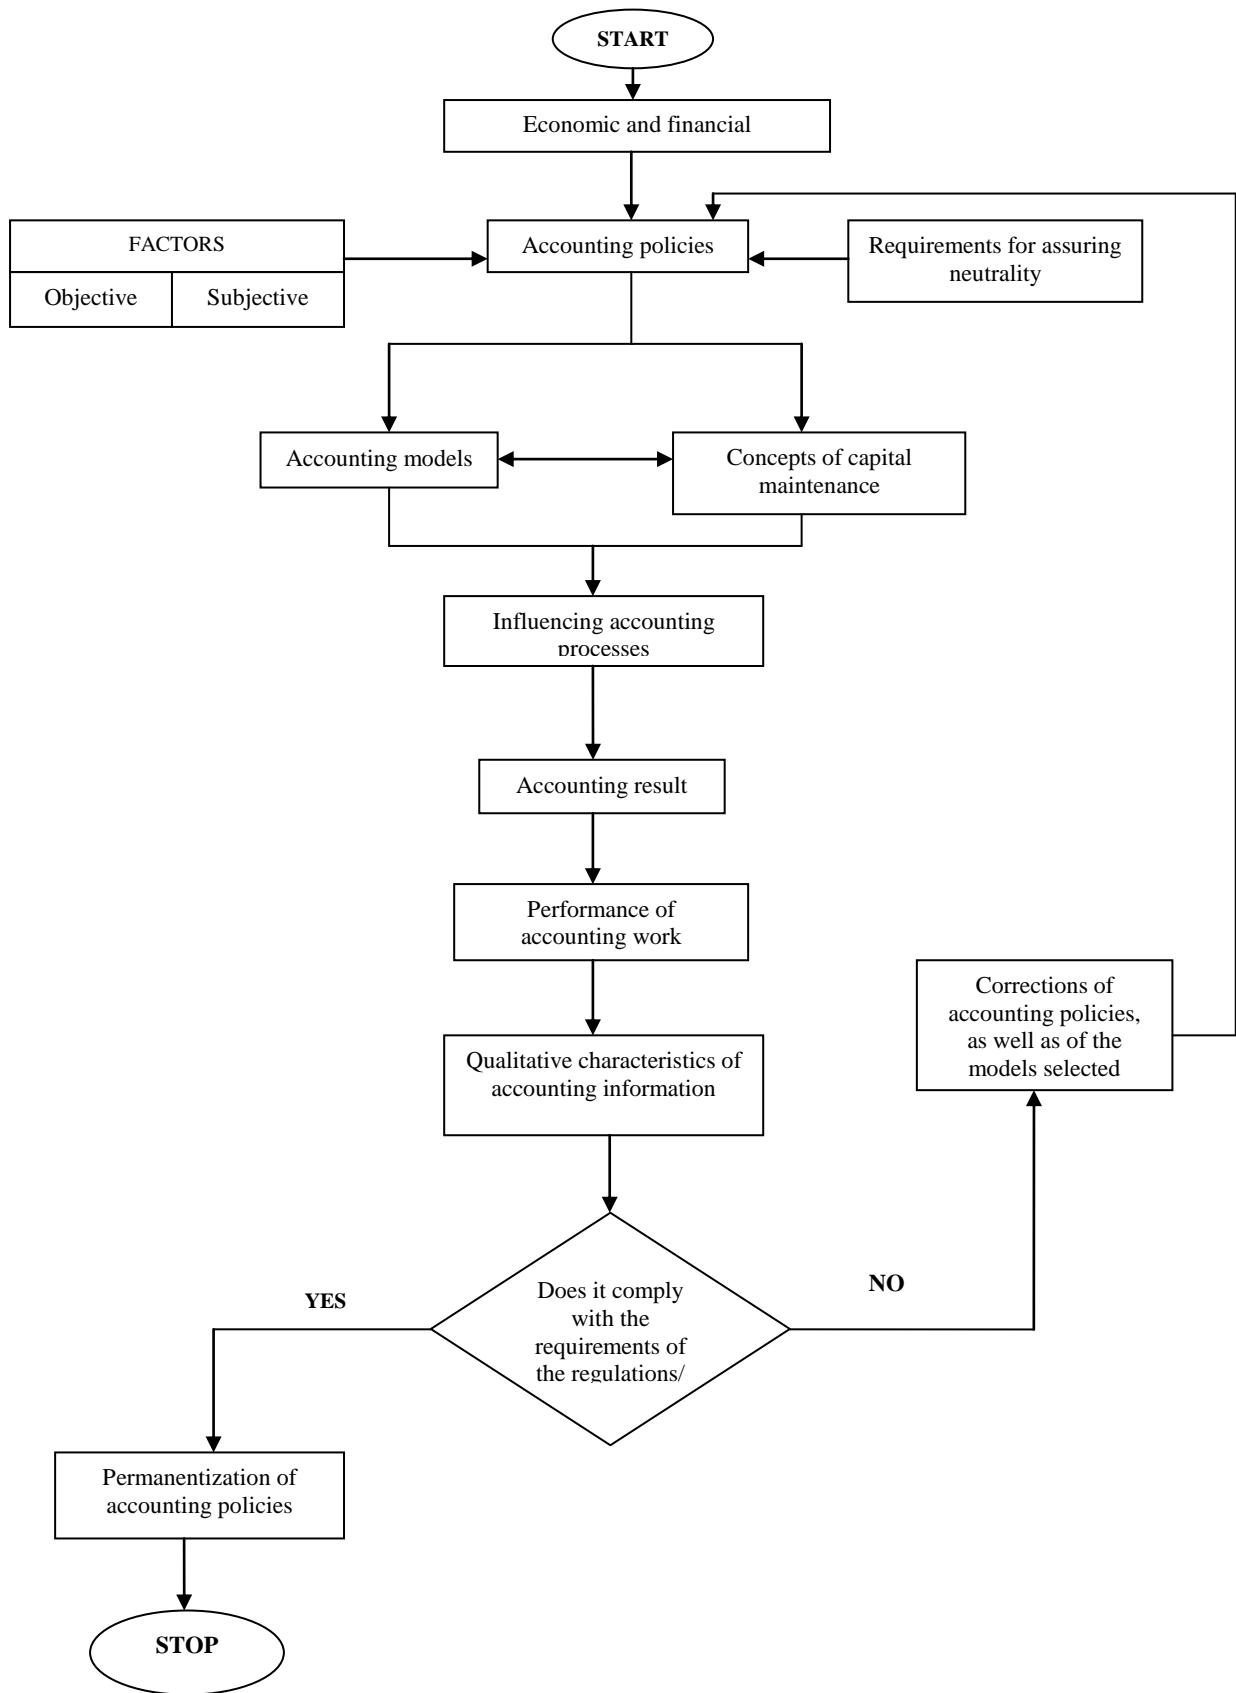 START
Economic and financial
FACTORS
Objective
Subjective
Accounting policies
Requirements for assuring
neutrality
Accounting models
Concepts of capital
maintenance
Influencing accounting
processes
Accounting result
Performance of
accounting work
Qualitative characteristics of
accounting information
Corrections of
accounting policies,
as well as of the
models selected
YES
Does it comply
with the
requirements of
the regulations/
NO
Permanentization of
accounting policies
STOP